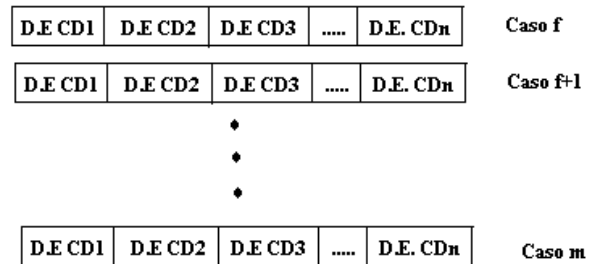 D.E CD1 D.E CD2 D.E CD3 ..... D.E. CDn Caso f
D.E CD1 D.E CD2 D.E CD3 ..... D.E. CDn Caso f+1
D.E CD1 D.E CD2 D.E CD3 ..... D.E. CDn Caso m